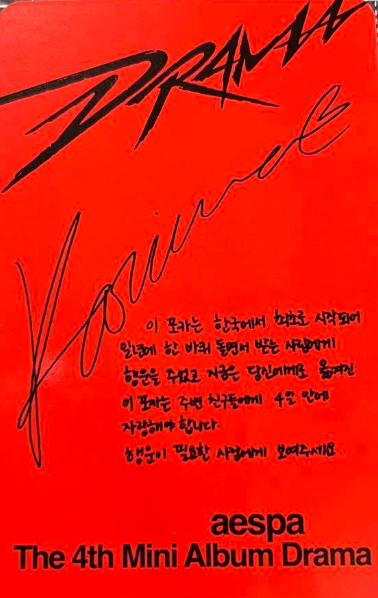 DRAMA
Karina
이 포카는 한국에서 최초로 시작되어
일년에 한 바퀴 돌면서 받는 사람에게
행운을 주었고 지금은 당신에게로 옮겨진
이 포카는 주변 친구들에게 4일 안에
자랑해야 합니다.
행운이 필요한 사람에게 보여주세요.
aespa
The 4th Mini Album Drama